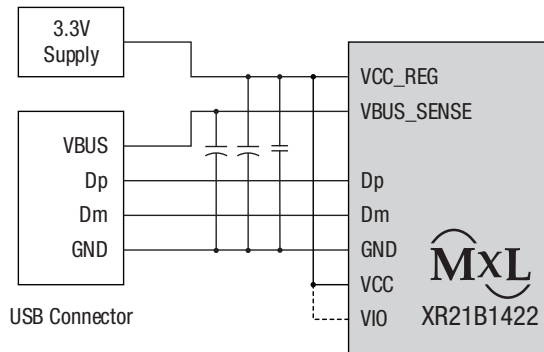 3.3V
Supply
VBUS
Dp
Dm
GND
USB Connector
VCC_REG
VBUS_SENSE
Dp
Dm
GND
VCC
VIO
MxL
XR21B1422